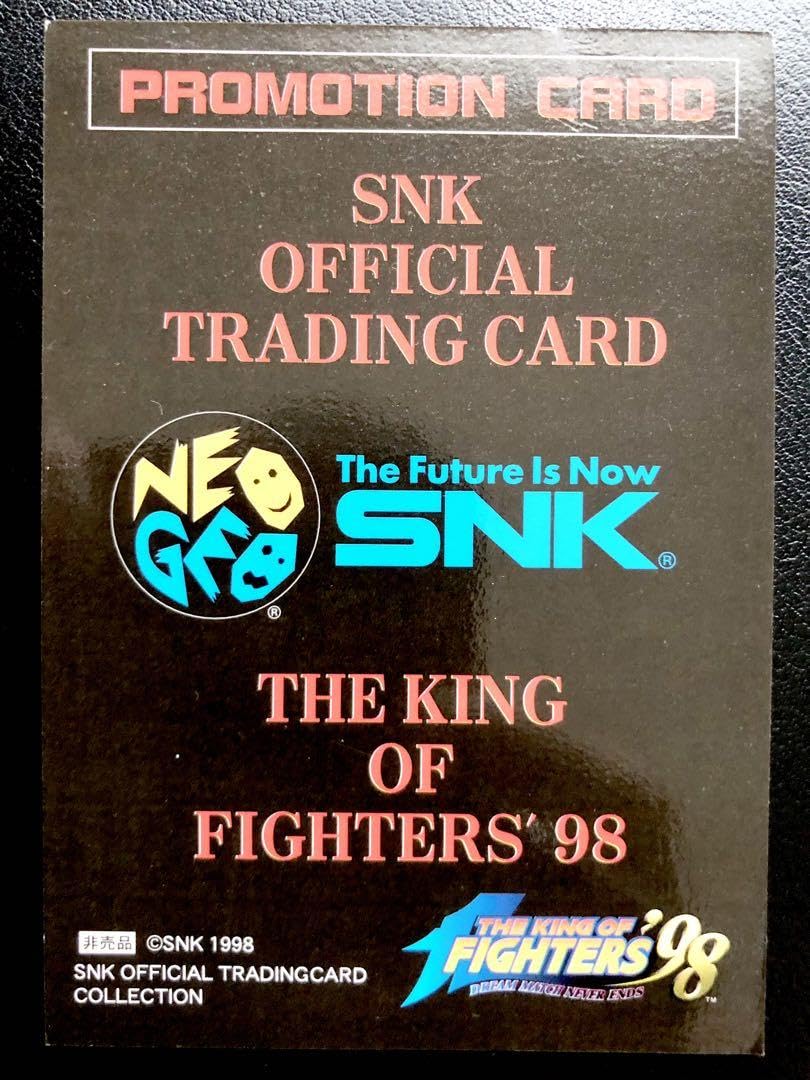 PROMOTION CARD
SNK
OFFICIAL
TRADING CARD
NEO
GEO
®
The Future Is Now
SNK®
THE KING
OF
FIGHTERS' 98
非売品 ©SNK 1998
SNK OFFICIAL TRADINGCARD
COLLECTION
THE KING OF
FIGHTERS '98
DREAM MATCH NEVER ENDS
™